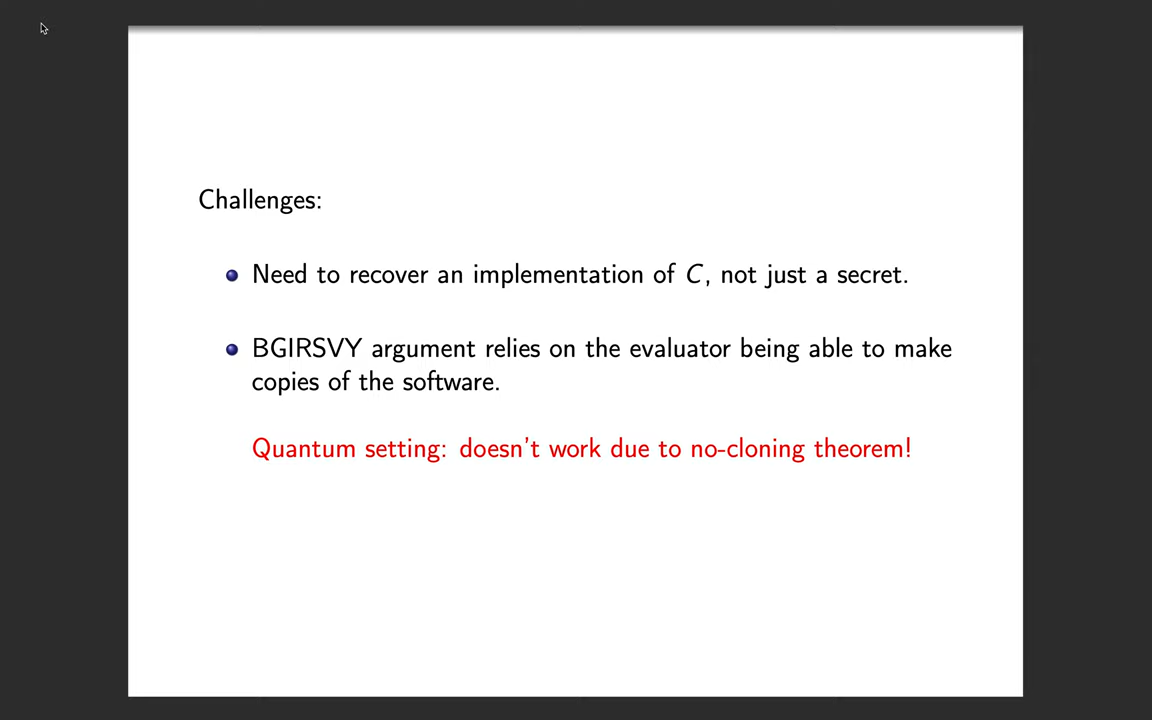 Challenges:
Need to recover an implementation of C, not just a secret.
BGIRSVY argument relies on the evaluator being able to make
copies of the software.
Quantum setting: doesn't work due to no-cloning theorem!